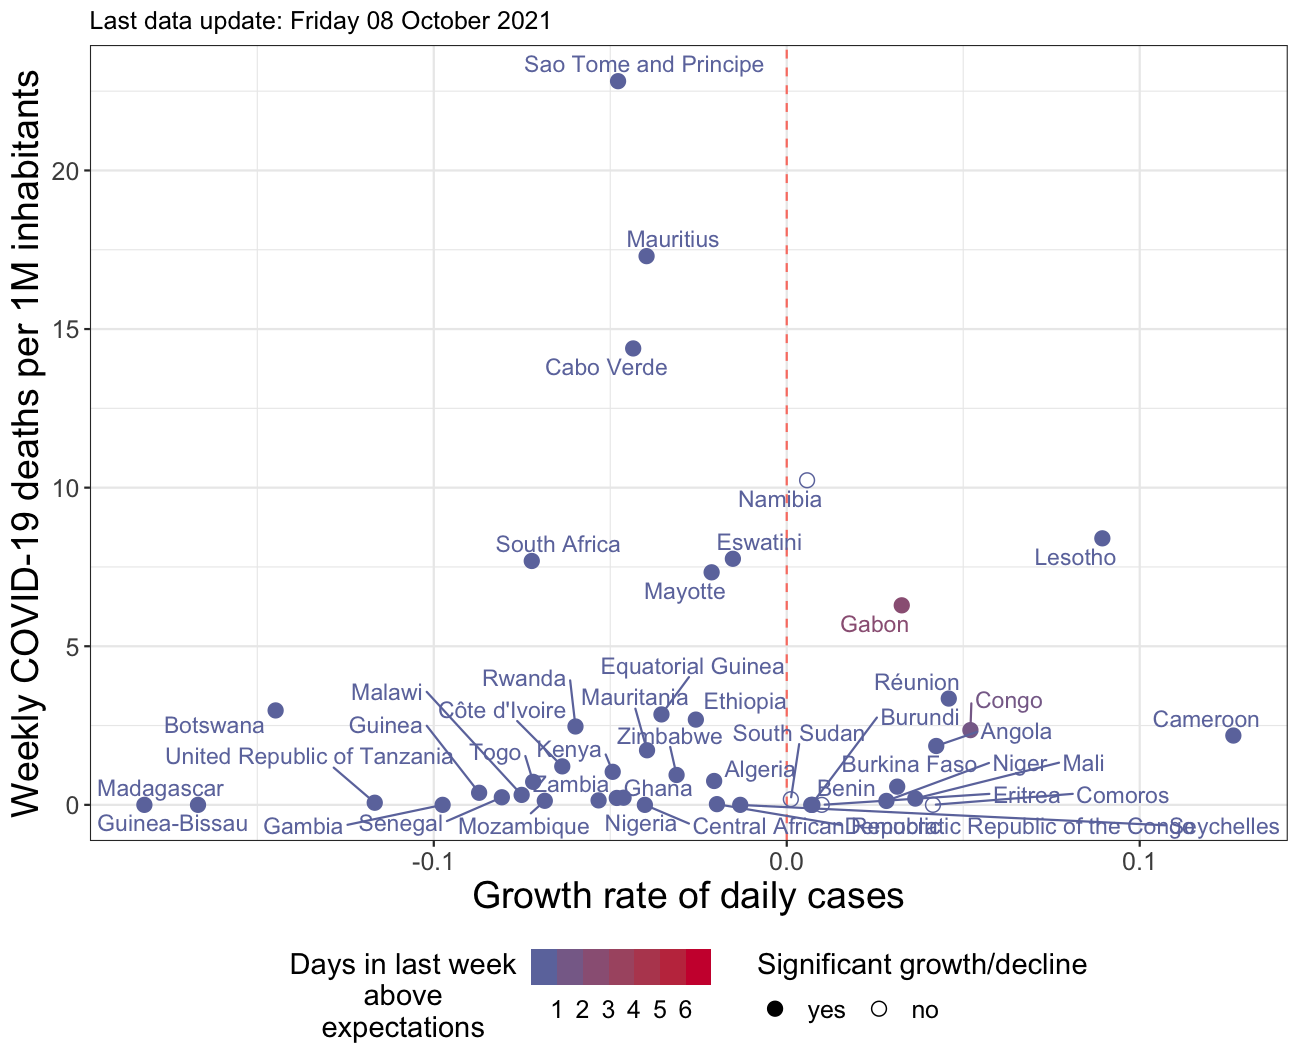 Last data update: Friday 08 October 2021
Weekly COVID-19 deaths per 1M inhabitants
20
15
10
5
0
Sao Tome and Principe
Mauritius
Cabo Verde
Namibia
South Africa
Eswatini
Lesotho
Mayotte
Gabon
Equatorial Guinea
Rwanda
Réunion
Malawi
Mauritania
Ethiopia
Congo
Côte d'Ivoire
Burundi
Cameroon
Botswana
Guinea
Zimbabwe
South Sudan
Angola
United Republic of Tanzania
Togo
Kenya
Algeria
Burkina Faso
Niger
Mali
Madagascar
Zambia
Ghana
Benin
Eritrea
Comoros
Guinea-Bissau
Gambia
Senegal
Mozambique
Nigeria
Central African Republic
Democratic Republic of the Congo
Seychelles
-0.1
0.0
0.1
Growth rate of daily cases
Days in last week
above
expectations
1 2 3 4 5 6
Significant growth/decline
yes
no